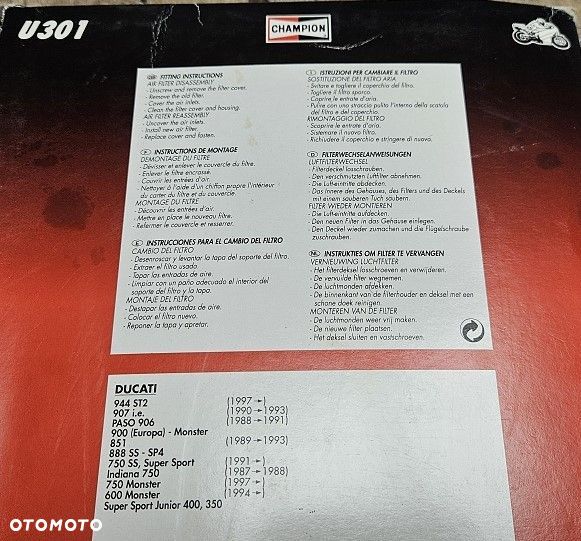 U301
CHAMPION
GB FITTING INSTRUCTIONS
AIR FILTER DISASSEMBLY
- Unscrew and remove the filter cover.
- Remove the old filter.
- Cover the air inlets.
- Clean the filter cover and housing.
AIR FILTER REASSEMBLY
- Uncover the air inlets.
- Install new air filter.
- Replace cover and fasten.
F INSTRUCTIONS DE MONTAGE
DEMONTAGE DU FILTRE
- Dévisser et enlever le couvercle du filtre.
- Enlever le filtre encrassé.
- Couvrir les entrées d'air.
- Nettoyer à l'aide d'un chiffon propre l'intérieur
du carter du filtre et du couvercle.
MONTAGE DU FILTRE
- Découvrir les entrées d'air.
- Mettre en place le nouveau filtre.
- Refermer le couvercle et resserrer.
E INSTRUCCIONES PARA EL CAMBIO DEL FILTRO
CAMBIO DEL FILTRO
- Desenroscar y levantar la tapa del soporte del filtro.
- Extraer el filtro usado
- Tapar las entradas de aire.
- Limpiar con un paño adecuado el interior del
soporte del filtro y la tapa.
MONTAJE DEL FILTRO
- Destapar las entradas de aire.
- Colocar el filtro nuevo.
- Reponer la tapa y apretar.
I ISTRUZIONI PER CAMBIARE IL FILTRO
SOSTITUZIONE DEL FILTRO ARIA
- Svitare e togliere il coperchio del filtro.
- Togliere il filtro sporco.
- Coprire le entrate d'aria.
- Pulire con uno straccio pulito l'interno della scatola
del filtro e del coperchio.
RIMONTAGGIO DEL FILTRO
- Scoprire le entrate d'aria.
- Sistemare il nuovo filtro.
- Richiudere il coperchio e stringere di nuovo.
D FILTERWECHSELANWEISUNGEN
LUFTFILTERWECHSEL
- Filterdeckel losschrauben.
- Den verschmutzten Luftfilter abnehmen.
- Die Luft-eintritte abdecken.
- Das Innere des Gehäuses, des Filters und des Deckels
mit einem sauberen Tuch säubern.
FILTER WIEDER MONTIEREN
- Die Luft-eintritte aufdecken.
- Den neuen Filter in das Gehäuse einlegen.
- Den Deckel wieder zumachen und die Flügelschraube
zuschrauben.
NL INSTRUKTIES OM FILTER TE VERVANGEN
VERNIEUWING LUCHTFILTER
- Het filterdeksel losschroeven en verwijderen.
- De vervuilde filter wegnemen.
- De luchtmonden afdekken.
- De binnenkant van de filterhouder en deksel met een
schone doek reinigen.
MONTEREN VAN DE FILTER
- De luchtmonden weer vrij maken.
- De nieuwe filter plaatsen.
- Het deksel sluiten en vastschroeven.
DUCATI
944 ST2 (1997→)
907 i.e. (1990→1993)
PASO 906 (1988→1991)
900 (Europa) - Monster
851 (1989→1993)
888 SS - SP4
750 SS, Super Sport (1991→)
Indiana 750 (1987→1988)
750 Monster (1997→)
600 Monster (1994→)
Super Sport Junior 400, 350
OTOMOTO